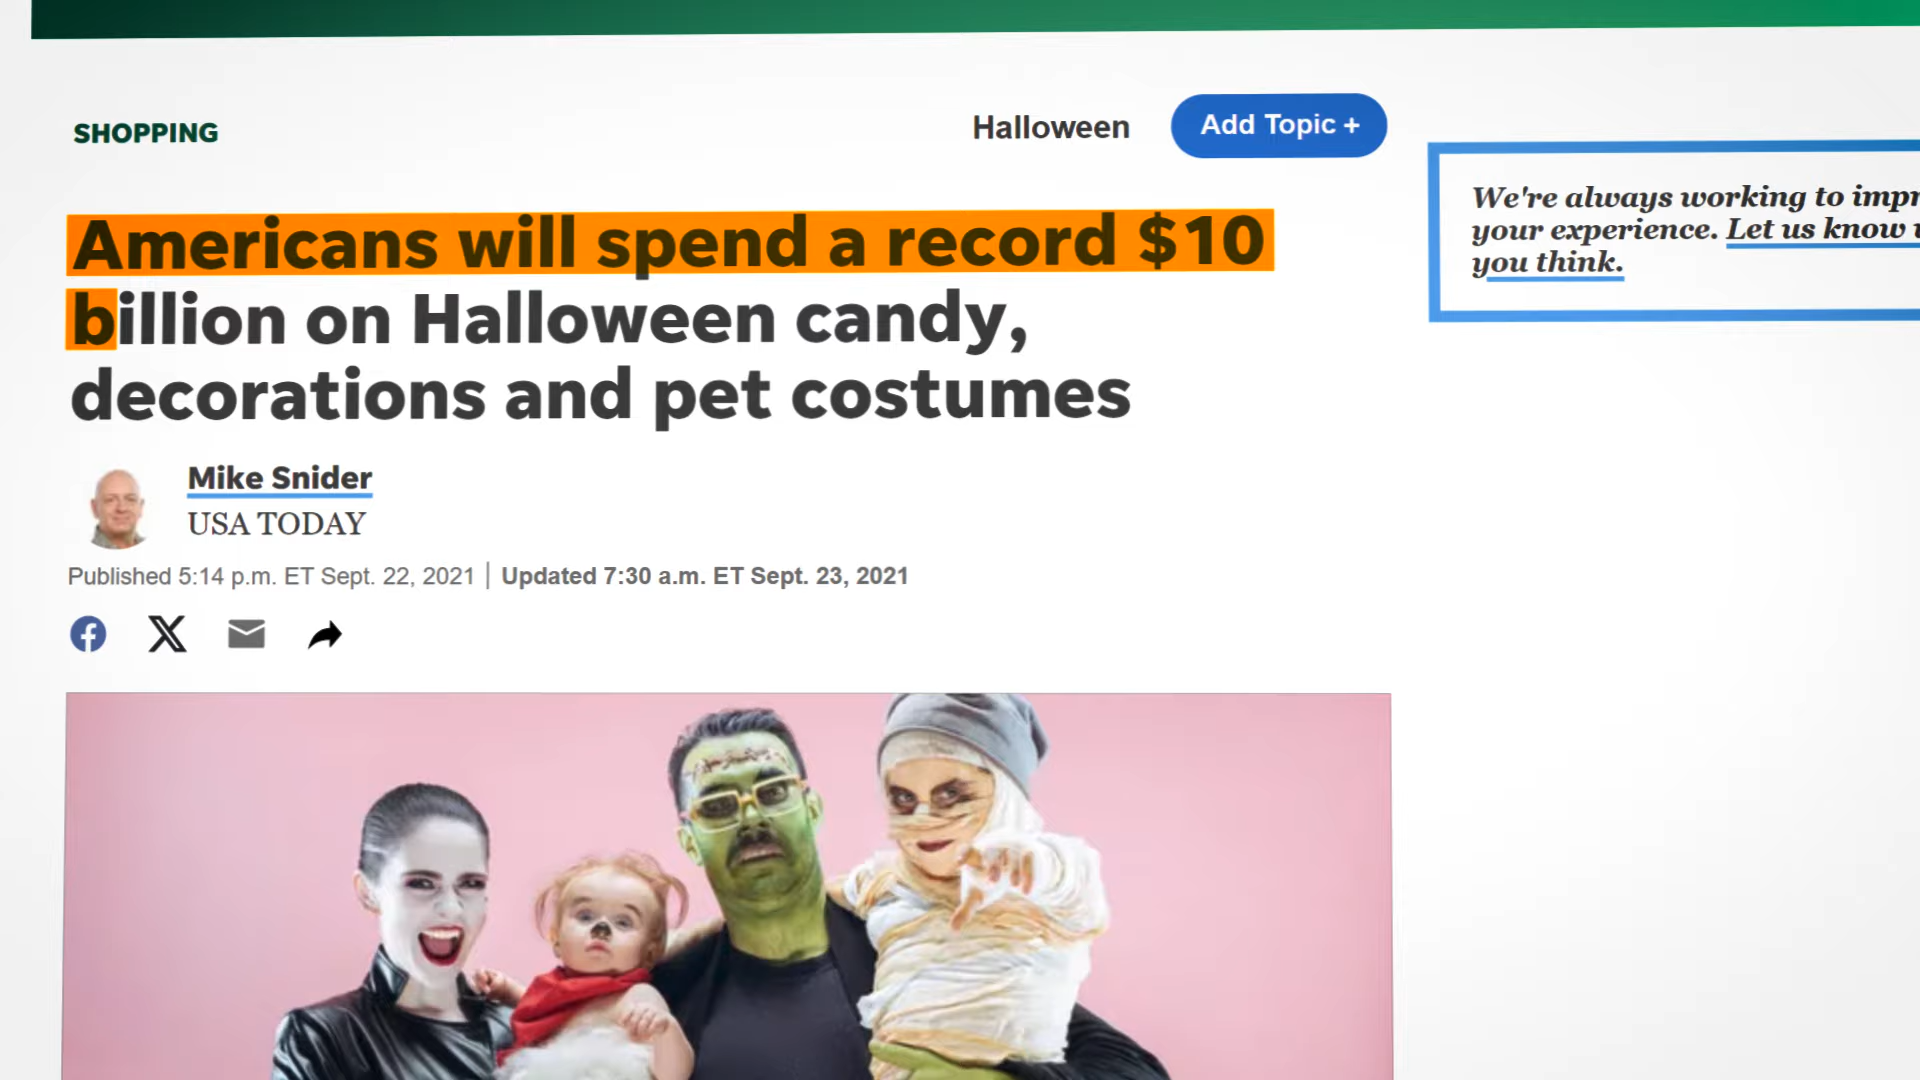 SHOPPING
Halloween
Add Topic +
Americans will spend a record $10
billion on Halloween candy,
decorations and pet costumes
Mike Snider
USA TODAY
Published 5:14 p.m. ET Sept. 22, 2021 | Updated 7:30 a.m. ET Sept. 23, 2021
We're always working to
your experience. Let us know
you think.